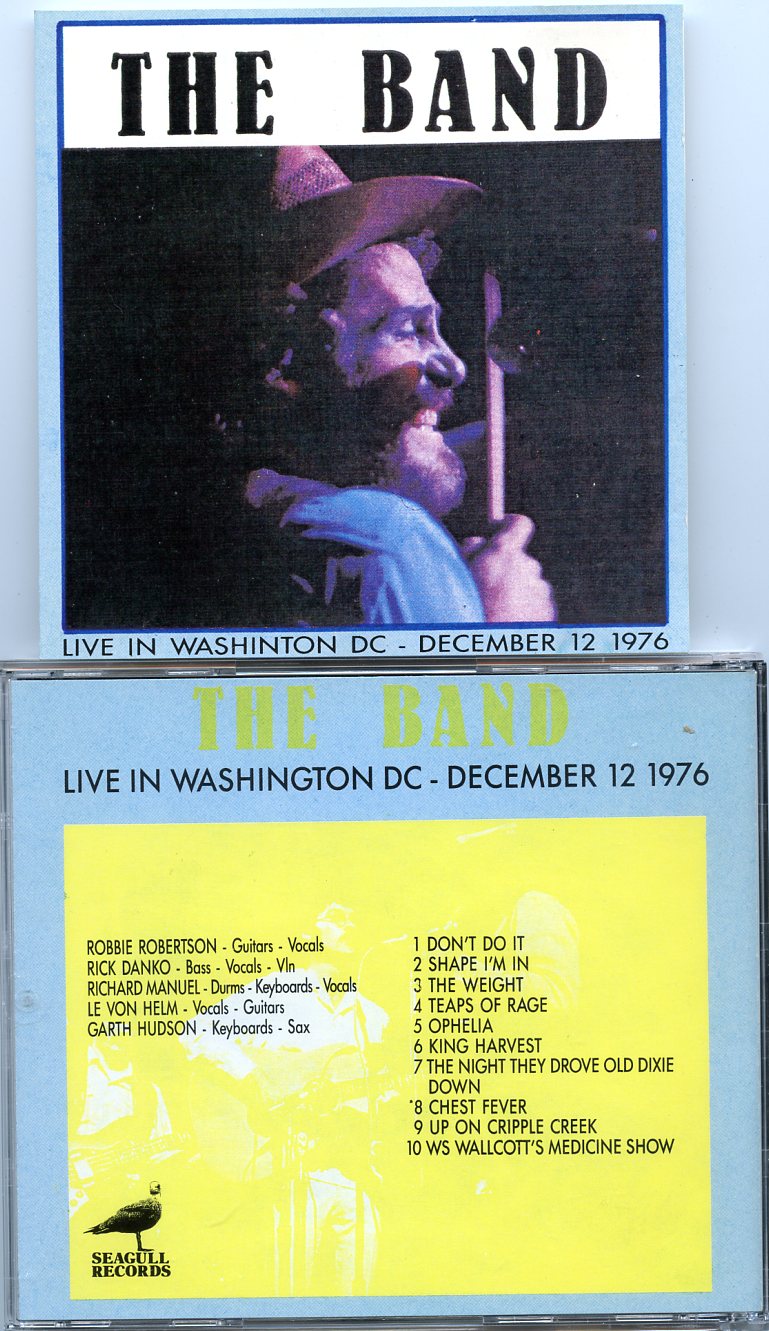 THE BAND
LIVE IN WASHINTON DC - DECEMBER 12 1976
THE BAND
LIVE IN WASHINGTON DC - DECEMBER 12 1976
ROBBIE ROBERTSON - Guitars - Vocals
RICK DANKO - Bass - Vocals - Vln
RICHARD MANUEL - Durms - Keyboards - Vocals
LE VON HELM - Vocals - Guitars
GARTH HUDSON - Keyboards - Sax
1 DON'T DO IT
2 SHAPE I'M IN
3 THE WEIGHT
4 TEAPS OF RAGE
5 OPHELIA
6 KING HARVEST
7 THE NIGHT THEY DROVE OLD DIXIE
DOWN
8 CHEST FEVER
9 UP ON CRIPPLE CREEK
10 WS WALLCOTT'S MEDICINE SHOW
SEAGULL
RECORDS